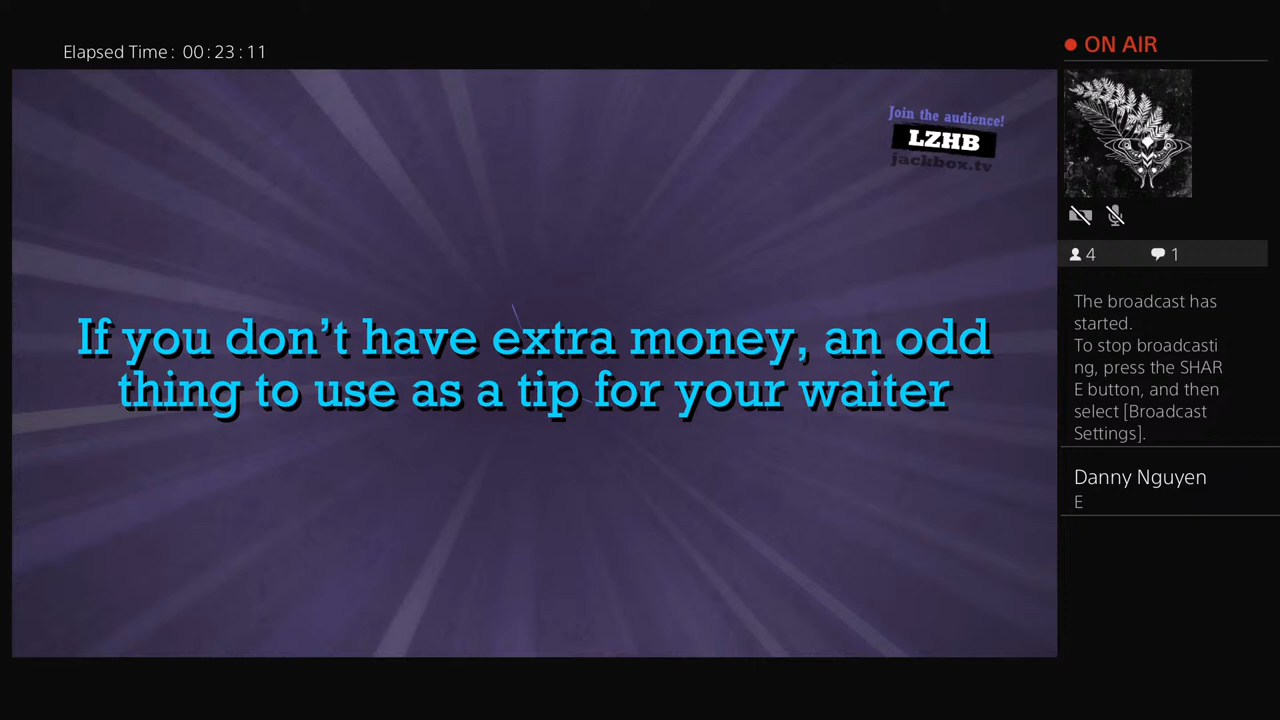 Elapsed Time: 00:23:11
ON AIR
Join the audience!
LZHB
jackbox.tv
If you don't have extra money, an odd
thing to use as a tip for your waiter
4
1
The broadcast has
started.
To stop broadcasti
ng, press the SHAR
E button, and then
select [Broadcast
Settings].
Danny Nguyen
E